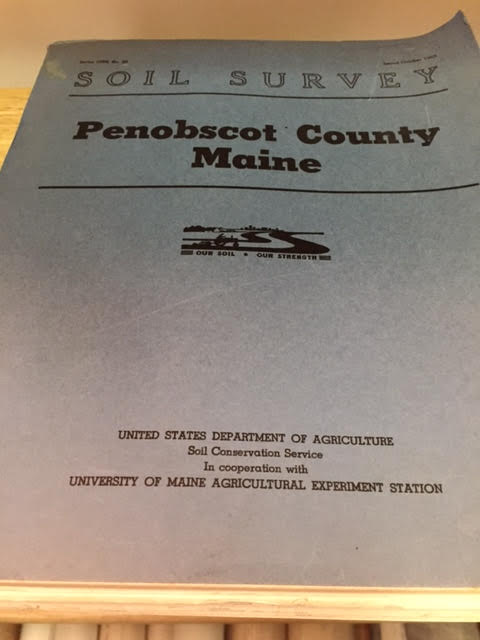 SOIL SURVEY
Penobscot County
Maine
OUR SOIL ★ OUR STRENGTH
UNITED STATES DEPARTMENT OF AGRICULTURE
Soil Conservation Service
In cooperation with
UNIVERSITY OF MAINE AGRICULTURAL EXPERIMENT STATION